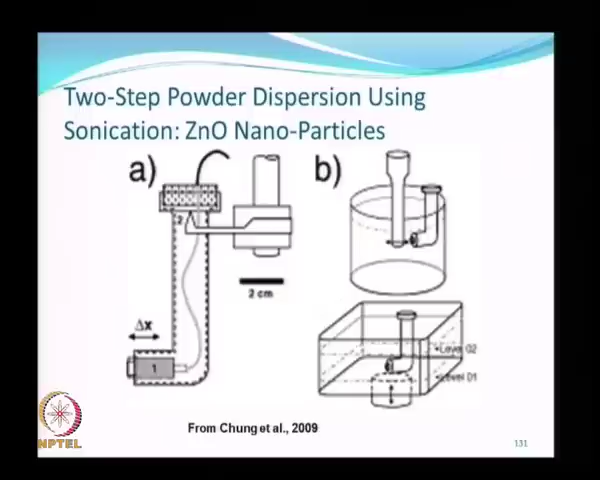 Two-Step Powder Dispersion Using
Sonication: ZnO Nano-Particles
a)
b)
2
2 cm
Δx
1
Level 02
Level 01
From Chung et al., 2009
NPTEL
131